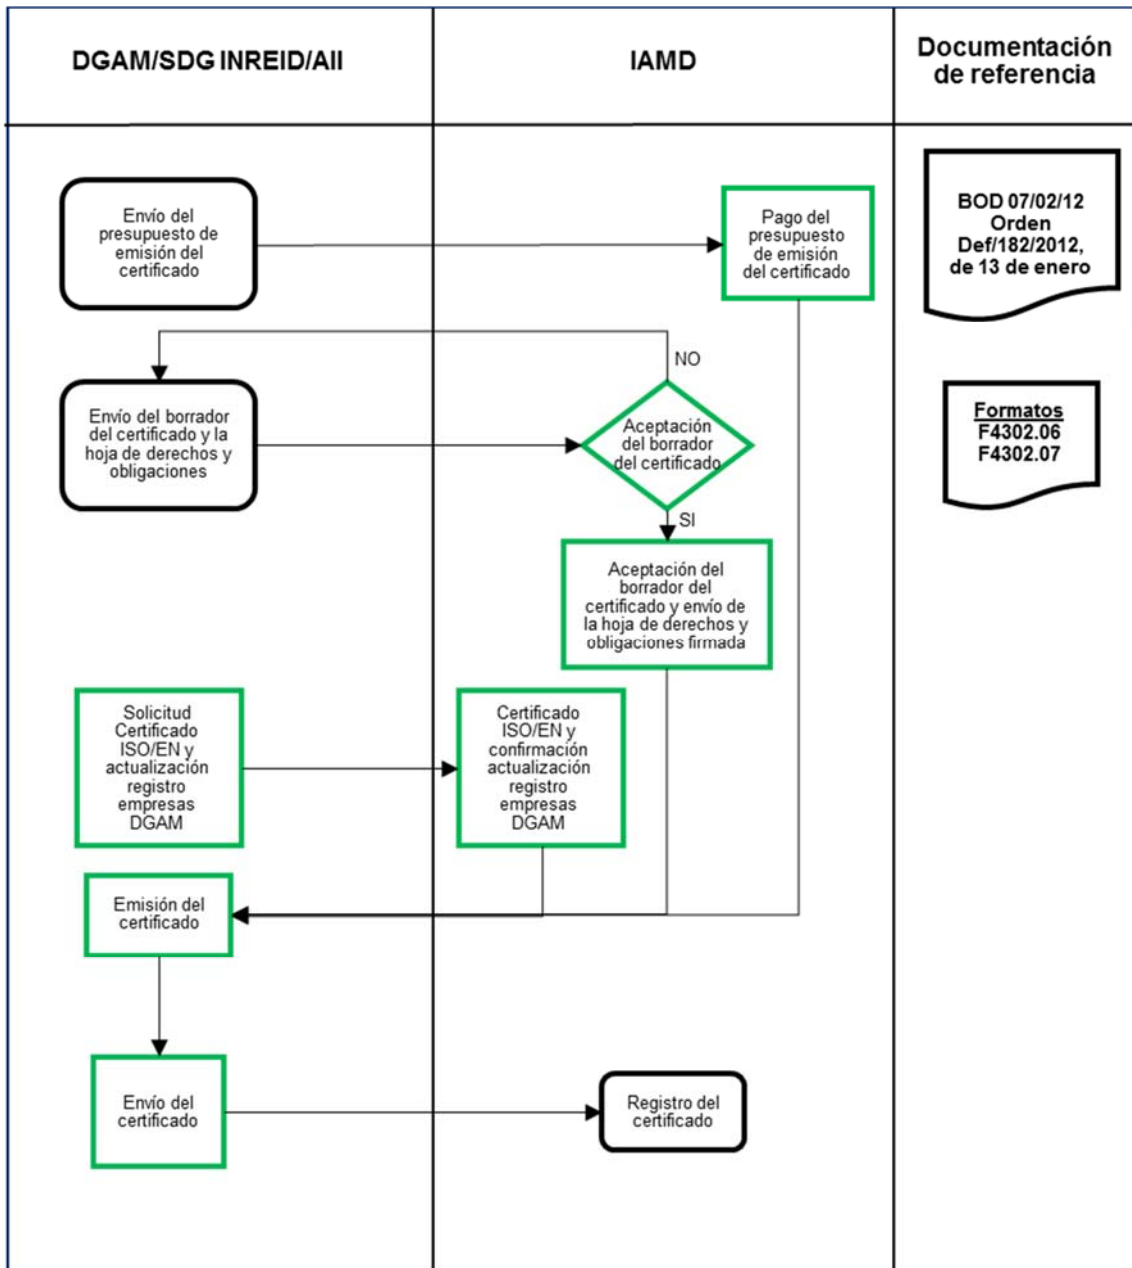 DGAM/SDG INREID/AII
IAMD
Documentación
de referencia
Envío del
presupuesto de
emisión del
certificado
Pago del
presupuesto
de emisión
del certificado
BOD 07/02/12
Orden
Def/182/2012,
de 13 de enero
NO
Envío del borrador
del certificado y la
hoja de derechos y
obligaciones
Aceptación
del borrador
del certificado
Formatos
F4302.06
F4302.07
SI
Aceptación del
borrador del
certificado y envío de
la hoja de derechos y
obligaciones firmada
Solicitud
Certificado
ISO/EN y
actualización
registro
empresas
DGAM
Certificado
ISO/EN y
confirmación
actualización
registro
empresas
DGAM
Emisión del
certificado
Envío del
certificado
Registro del
certificado